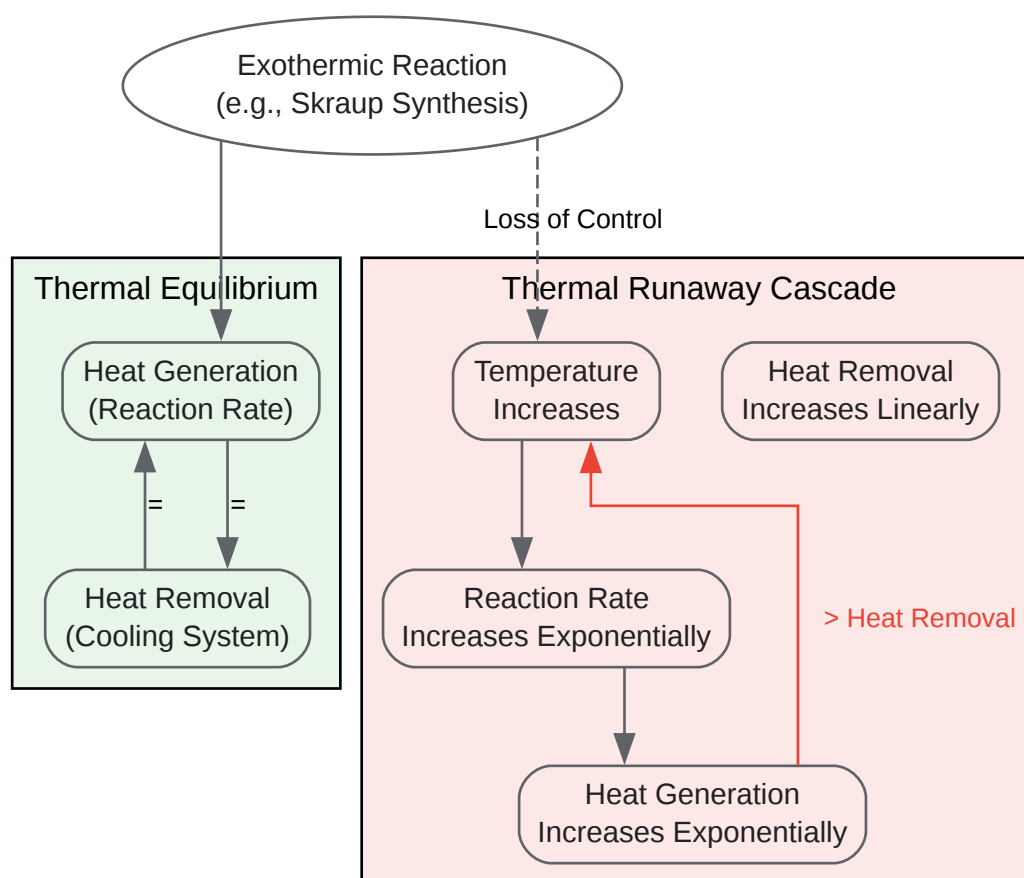 Exothermic Reaction
(e.g., Skraup Synthesis)
Loss of Control
Thermal Equilibrium
Heat Generation
(Reaction Rate)
=
=
Heat Removal
(Cooling System)
Thermal Runaway Cascade
Temperature
Increases
Heat Removal
Increases Linearly
Reaction Rate
Increases Exponentially
> Heat Removal
Heat Generation
Increases Exponentially